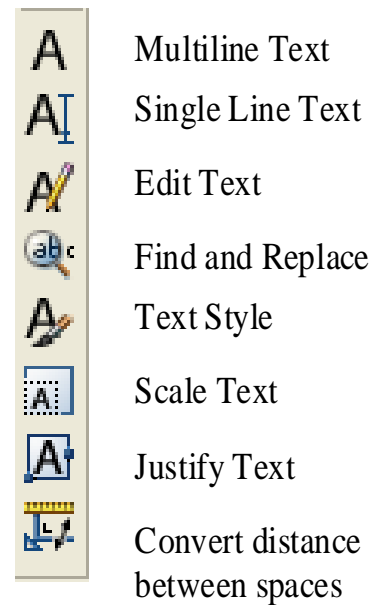 A Multiline Text
A Single Line Text
A Edit Text
abc Find and Replace
A Text Style
A Scale Text
A Justify Text
Convert distance
between spaces